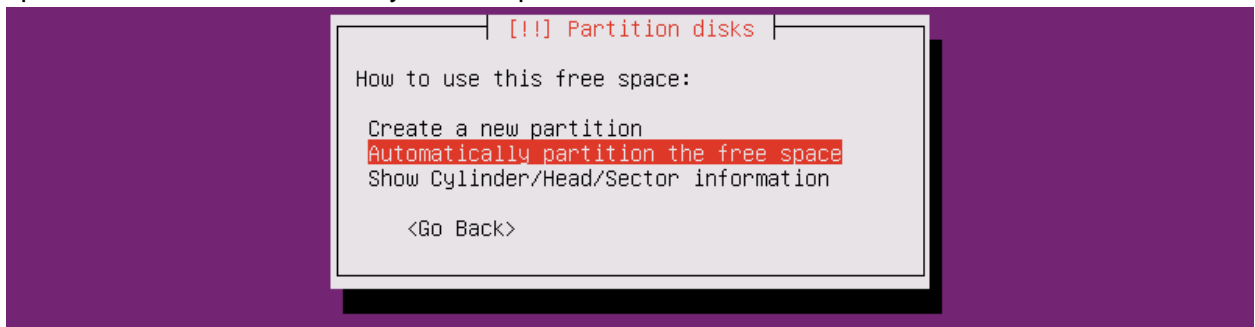 [!!] Partition disks
How to use this free space:
Create a new partition
Automatically partition the free space
Show Cylinder/Head/Sector information
<Go Back>